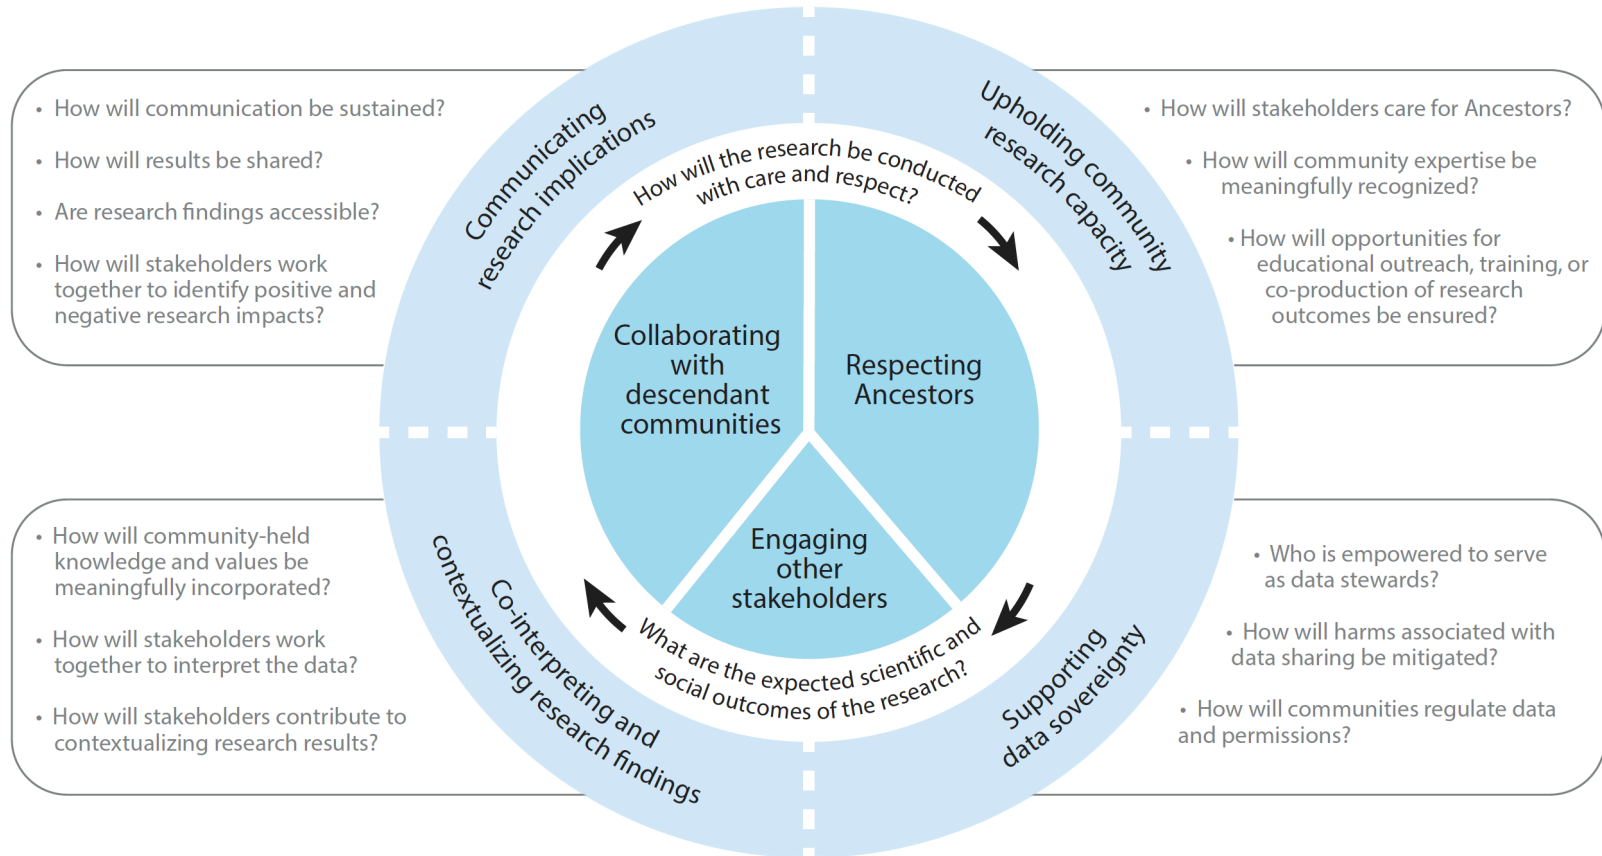 • How will communication be sustained?
• How will results be shared?
• Are research findings accessible?
• How will stakeholders work
together to identify positive and
negative research impacts?
Communicating
research implications
Upholding community
research capacity
• How will stakeholders care for Ancestors?
• How will community expertise be
meaningfully recognized?
• How will opportunities for
educational outreach, training, or
co-production of research
outcomes be ensured?
How will the research be conducted
with care and respect?
Collaborating
with
descendant
communities
Respecting
Ancestors
Engaging
other
stakeholders
What are the expected scientific and
social outcomes of the research?
• How will community-held
knowledge and values be
meaningfully incorporated?
• How will stakeholders work
together to interpret the data?
• How will stakeholders contribute to
contextualizing research results?
Co-interpreting and
contextualizing research findings
Supporting
data sovereignty
• Who is empowered to serve
as data stewards?
• How will harms associated with
data sharing be mitigated?
• How will communities regulate data
and permissions?